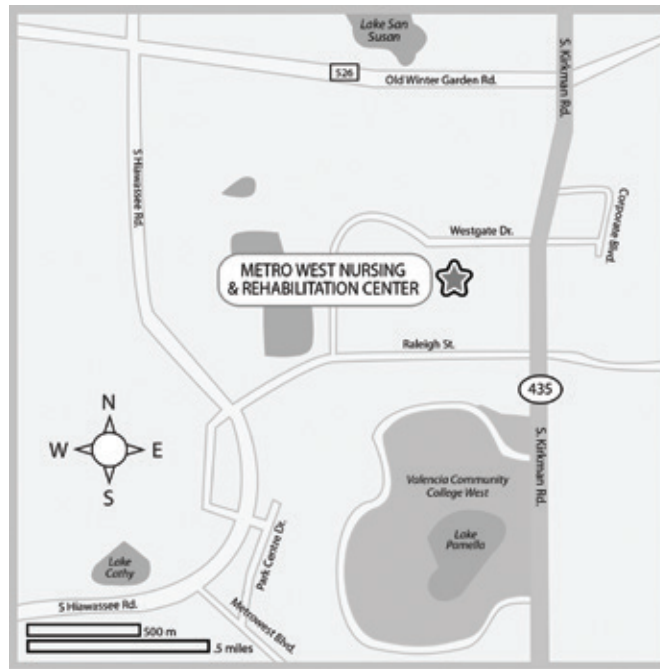 Lake San
Susan
S. Kirkman Rd.
526
Old Winter Garden Rd.
S Hiawassee Rd.
Corporate Blvd.
Westgate Dr.
METRO WEST NURSING
& REHABILITATION CENTER
Raleigh St.
435
N
W
E
S
S. Kirkman Rd.
Valencia Community
College West
Lake
Pamella
Park Centre Dr.
Lake
Cathy
S Hiawassee Rd.
Metrowest Blvd.
500 m
.5 miles